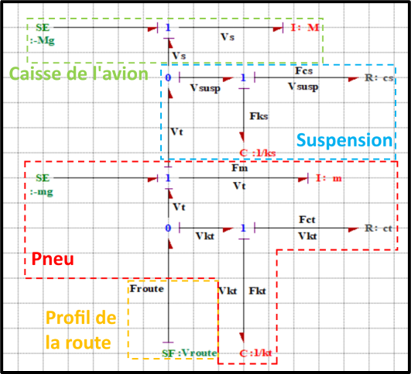 SE 1 I: M
:-Mg Vs
Vs
Caisse de l'avion
0 1 Fcs R: cs
Vsusp Vsusp
Vt Fks
C :1/ks Suspension
SE 1 Fm I: m
:-mg Vt
Vt
0 1 Fct R: ct
Vkt Vkt
Pneu
Froute Vkt Fkt
Profil de
la route
SF :Vroute C :1/kt